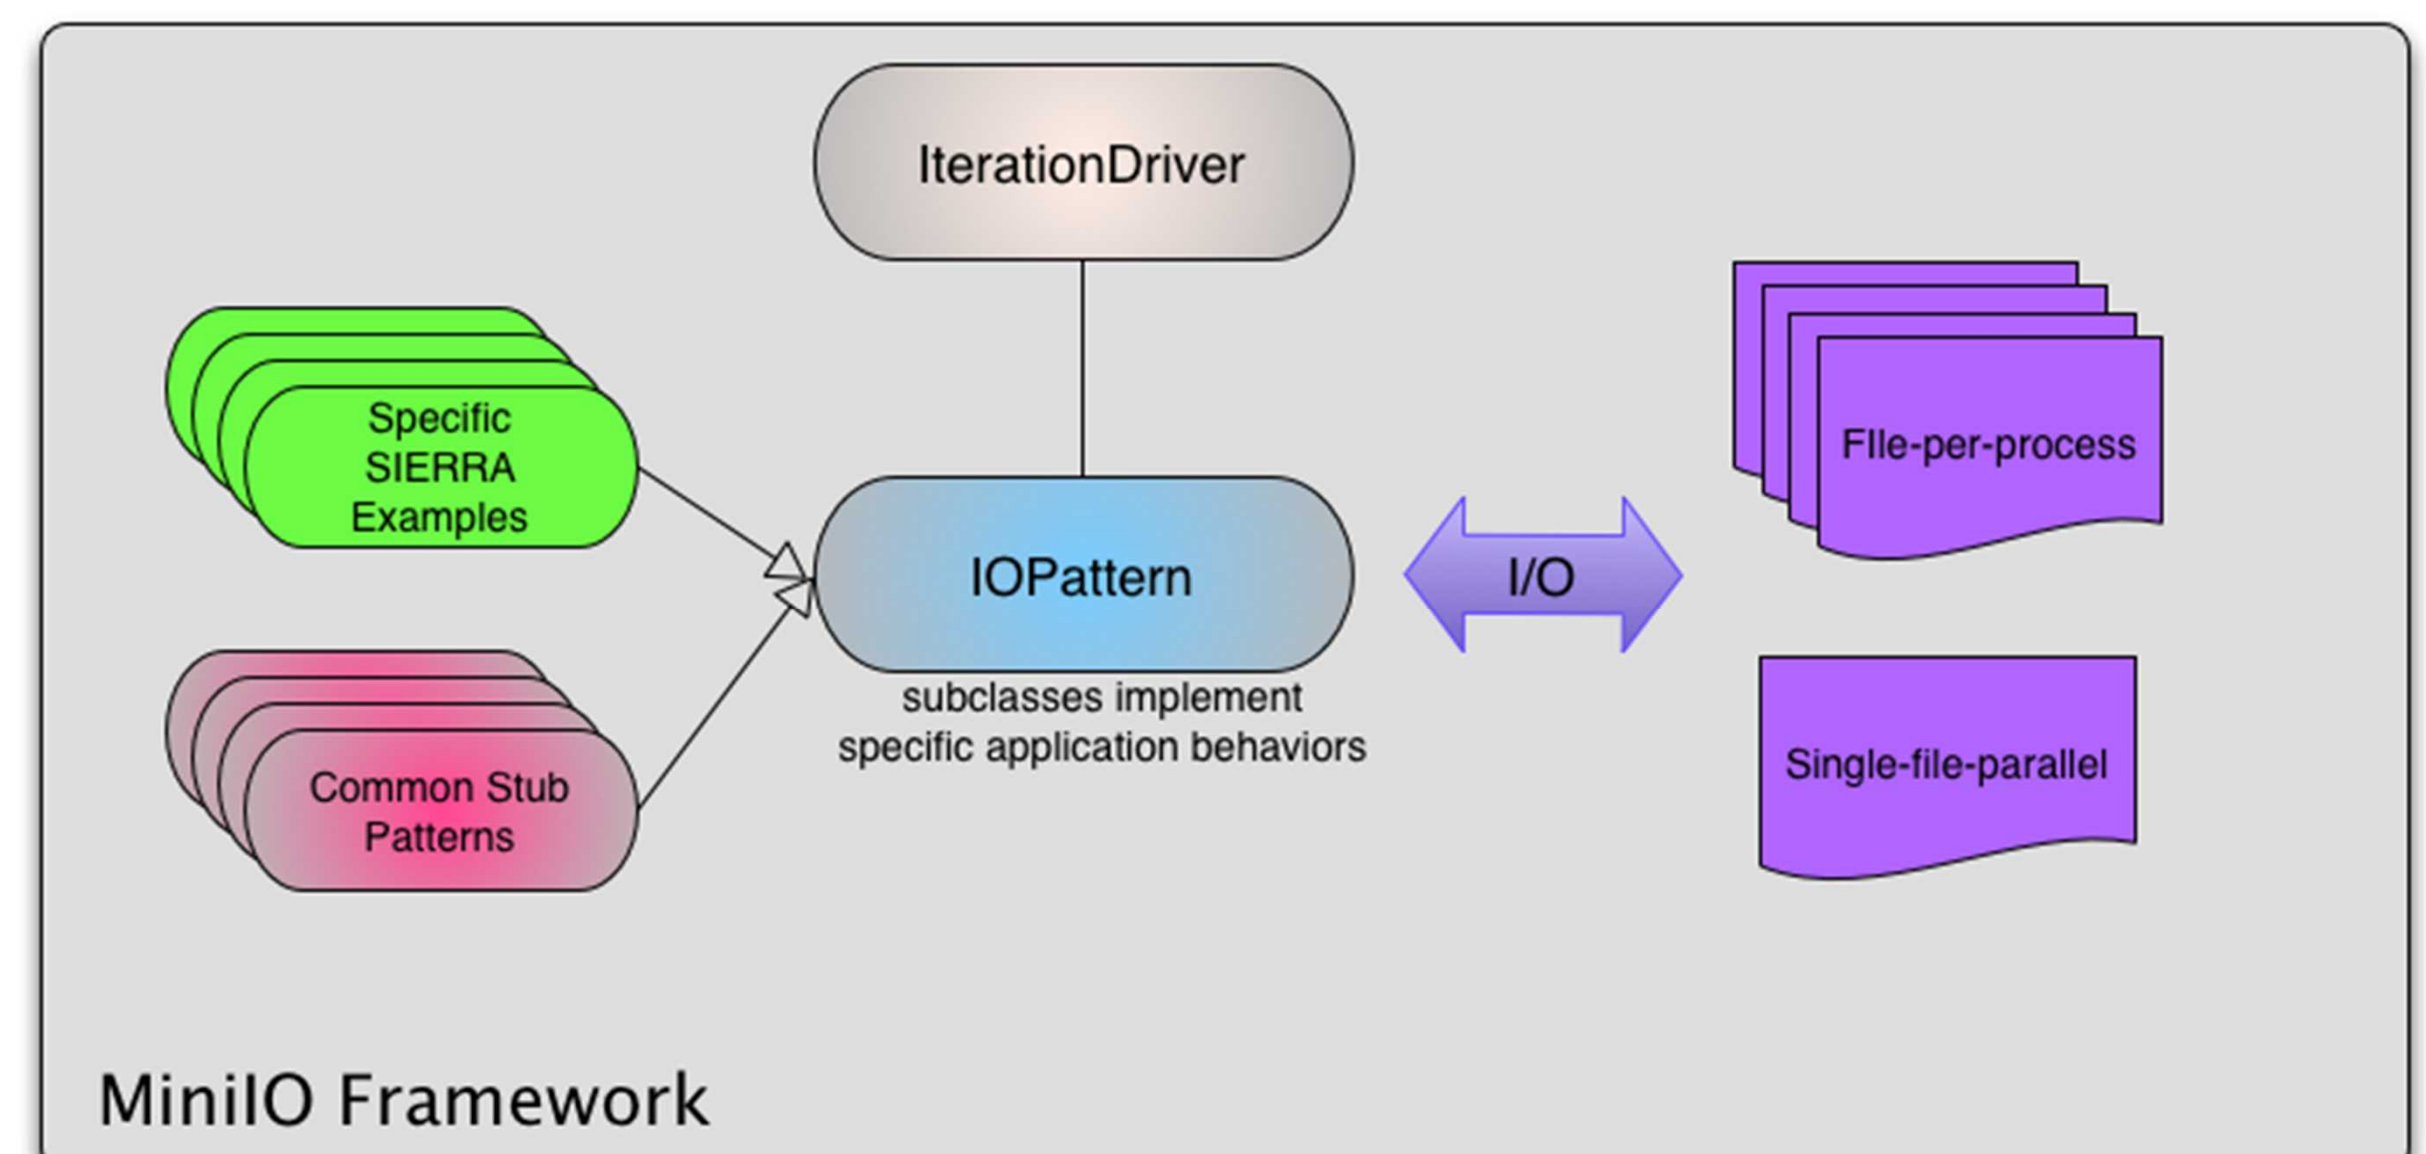 IterationDriver
Specific
SIERRA
Examples
FIle-per-process
IOPattern
I/O
subclasses implement
specific application behaviors
Common Stub
Patterns
Single-file-parallel
MiniIO Framework